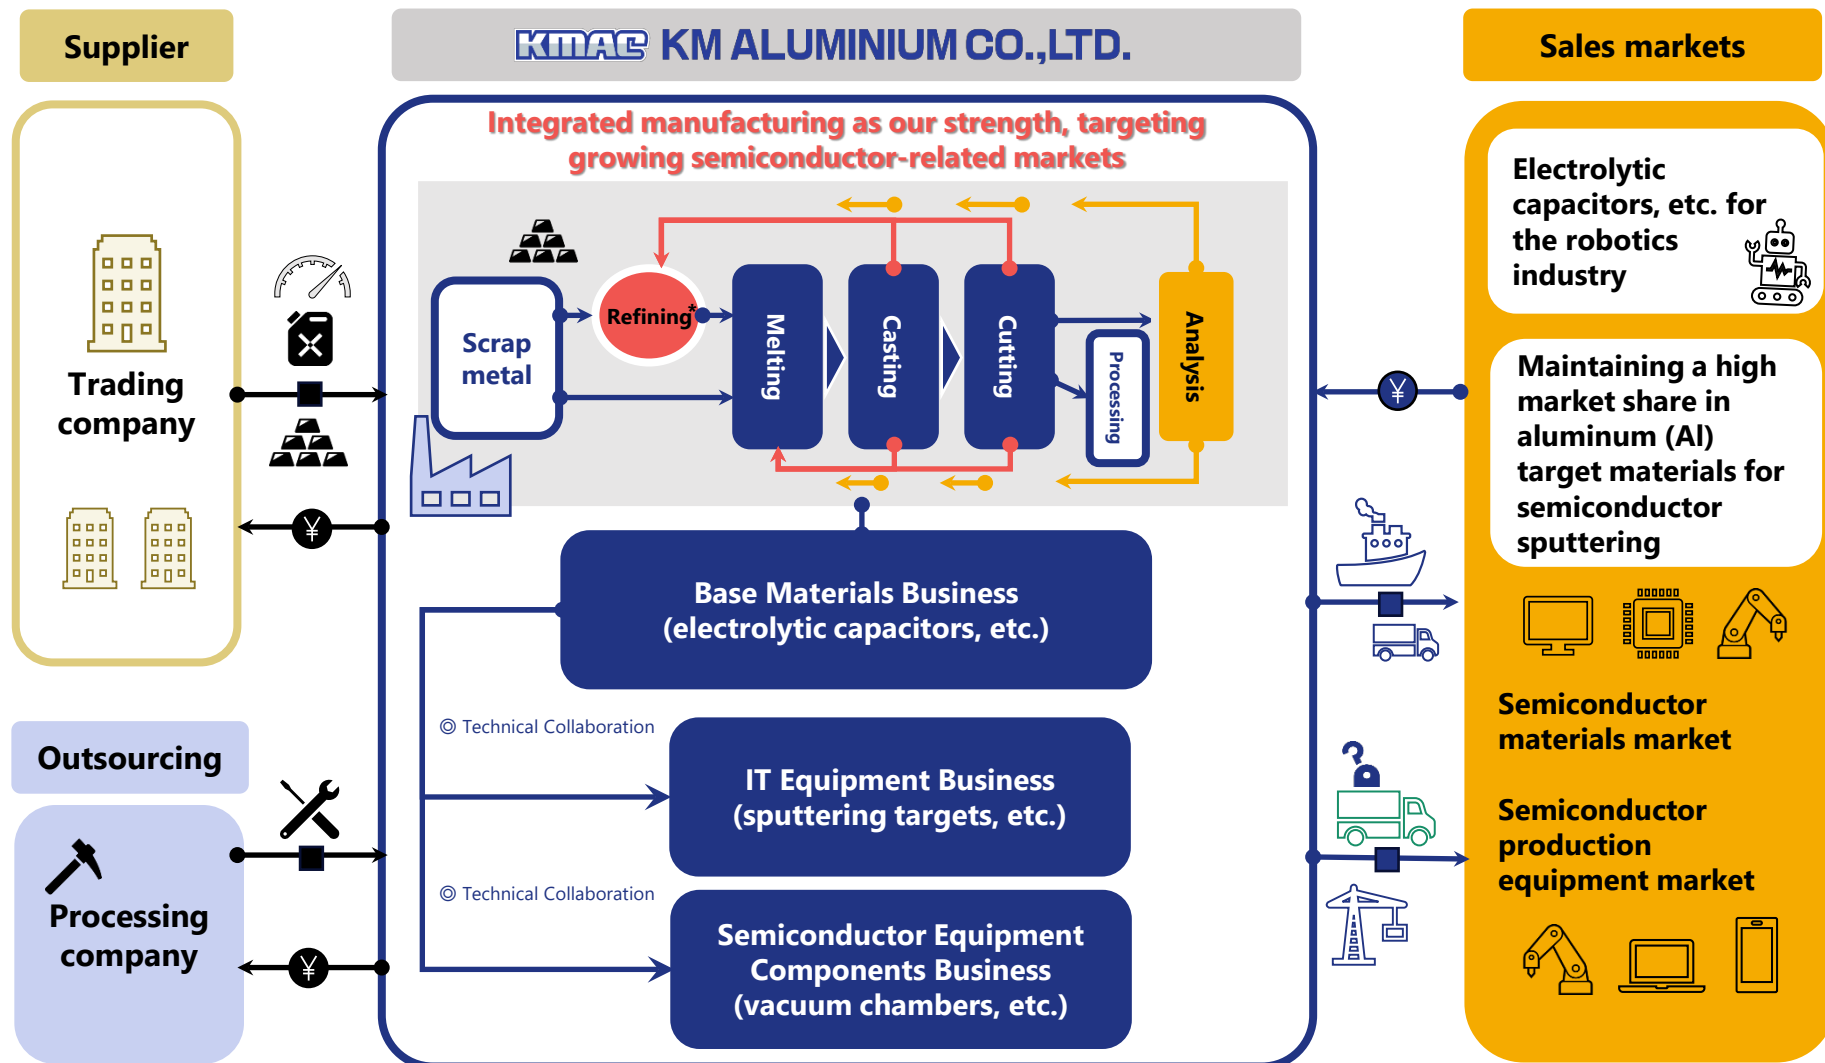 Supplier
KMAC KM ALUMINIUM CO.,LTD.
Sales markets
Integrated manufacturing as our strength, targeting
growing semiconductor-related markets
Trading
company
¥
Scrap
metal
Refining*
Melting
Casting
Cutting
Processing
Analysis
Base Materials Business
(electrolytic capacitors, etc.)
◎ Technical Collaboration
IT Equipment Business
(sputtering targets, etc.)
◎ Technical Collaboration
Semiconductor Equipment
Components Business
(vacuum chambers, etc.)
Outsourcing
Processing
company
¥
¥
Electrolytic
capacitors, etc. for
the robotics
industry
Maintaining a high
market share in
aluminum (Al)
target materials for
semiconductor
sputtering
Semiconductor
materials market
Semiconductor
production
equipment market